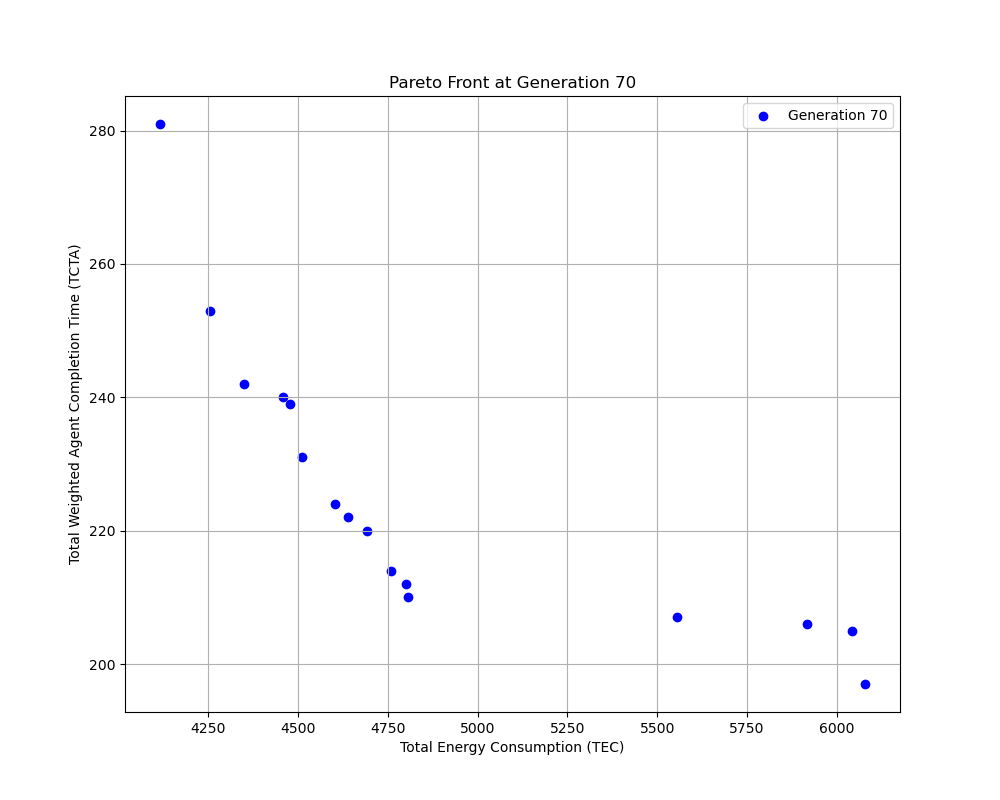 Pareto Front at Generation 70
Generation 70
Total Weighted Agent Completion Time (TCTA)
280
260
240
220
200
4250 4500 4750 5000 5250 5500 5750 6000
Total Energy Consumption (TEC)